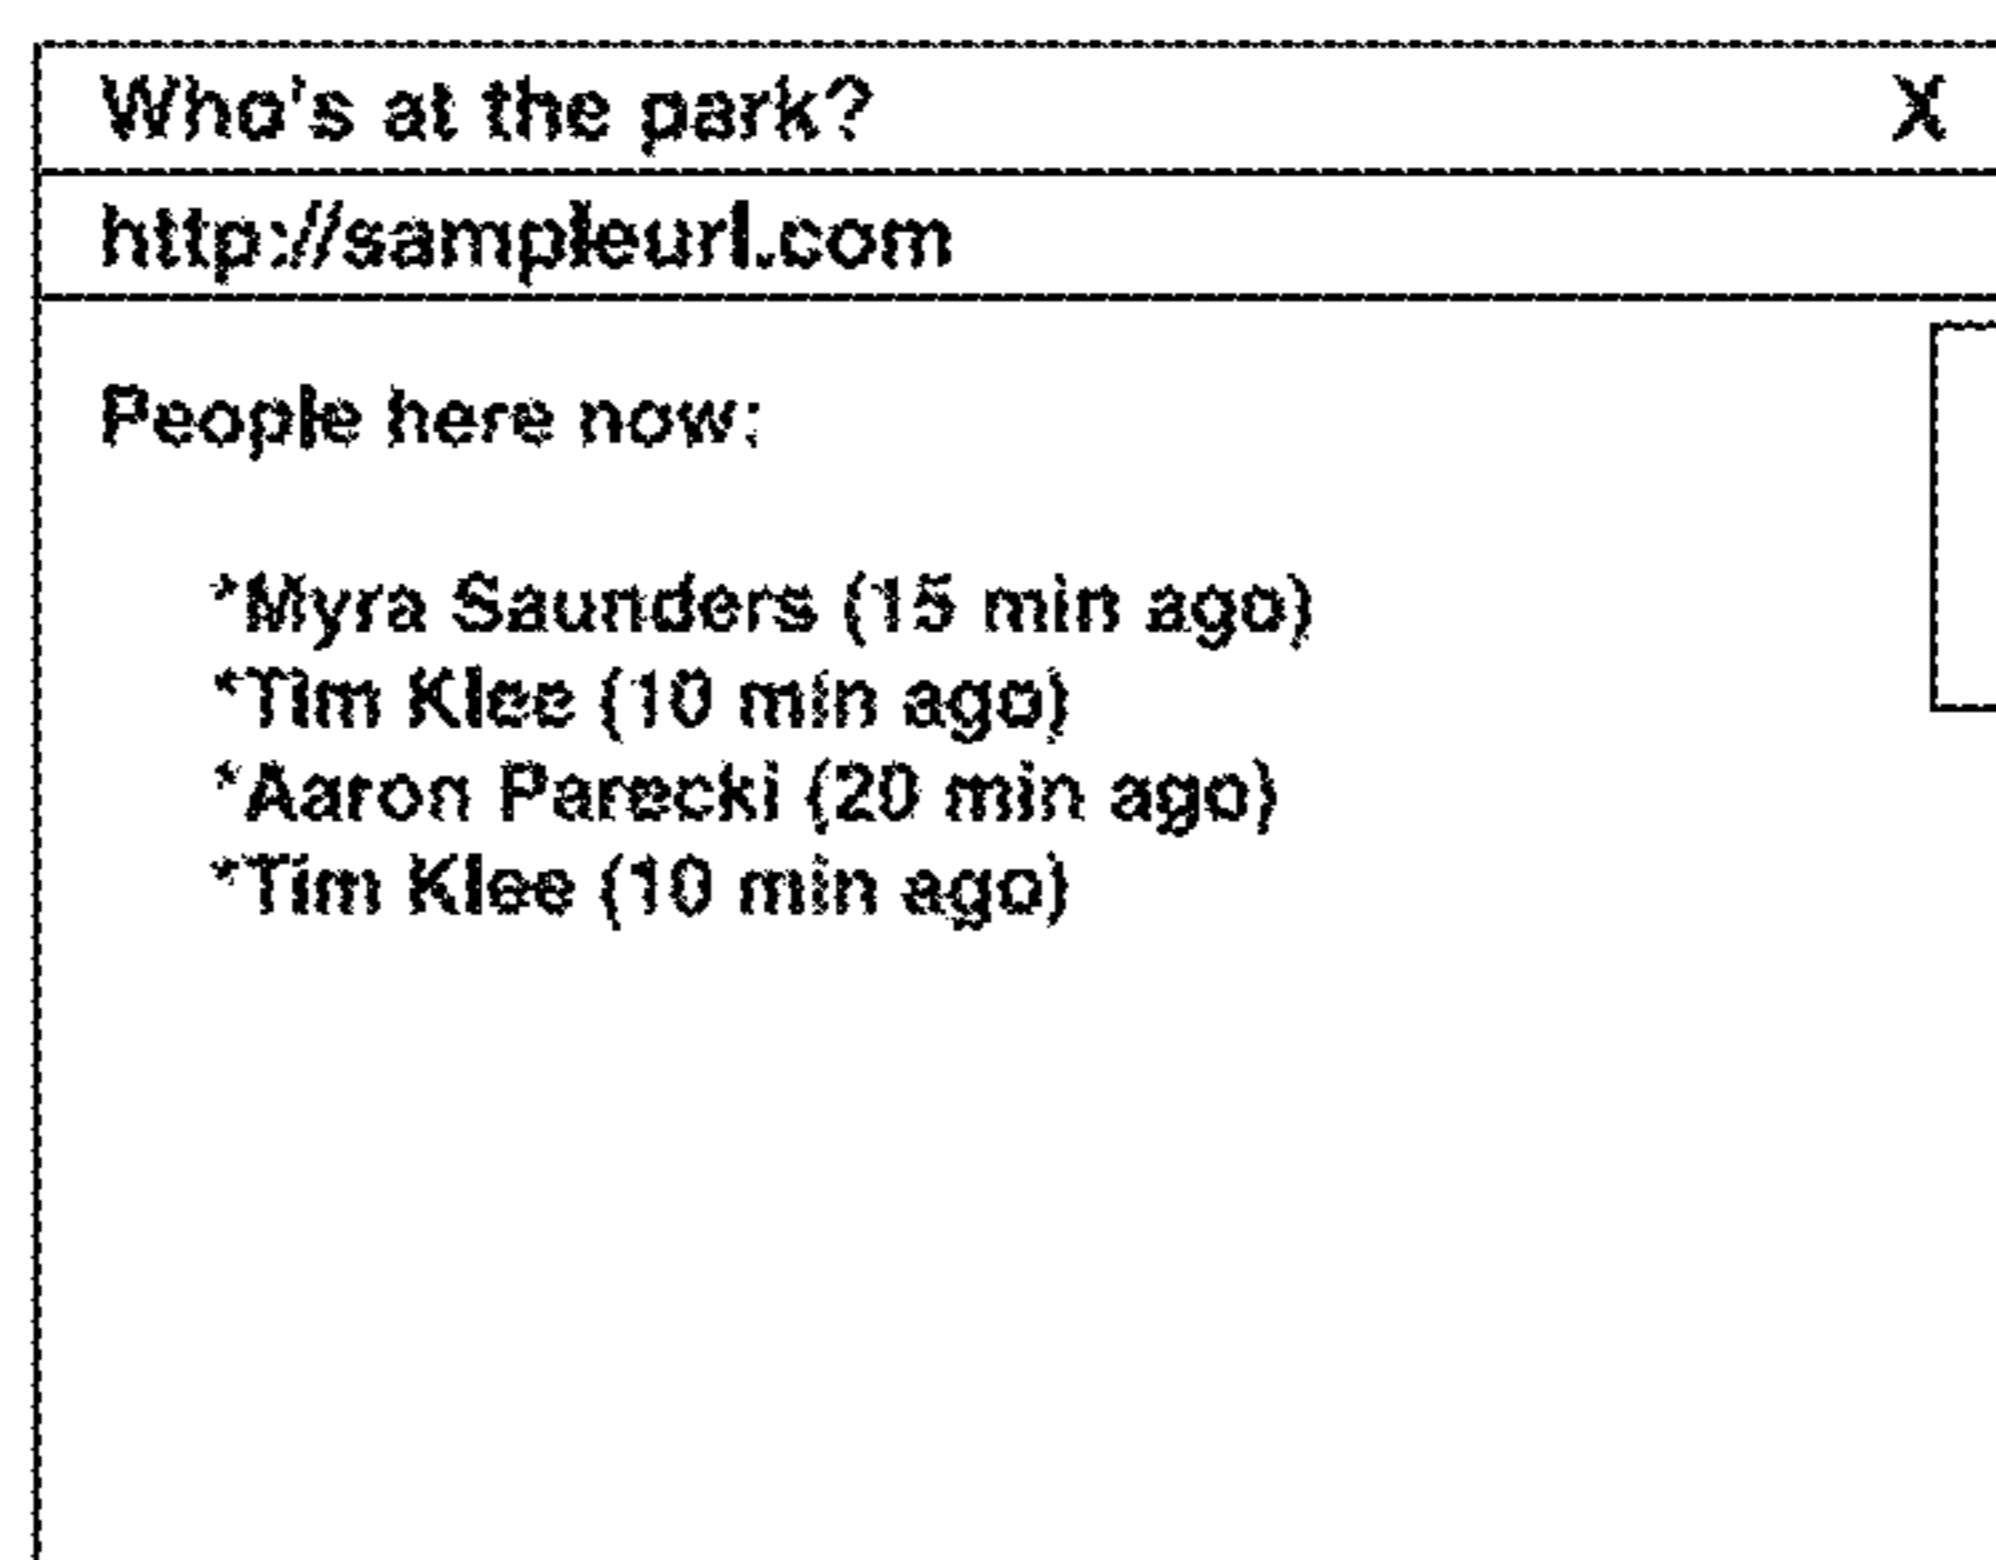 Who's at the park? X
http://sampleurl.com
People here now:
*Myra Saunders (15 min ago)
*Tim Klee (10 min ago)
*Aaron Parecki (20 min ago)
*Tim Klee (10 min ago)